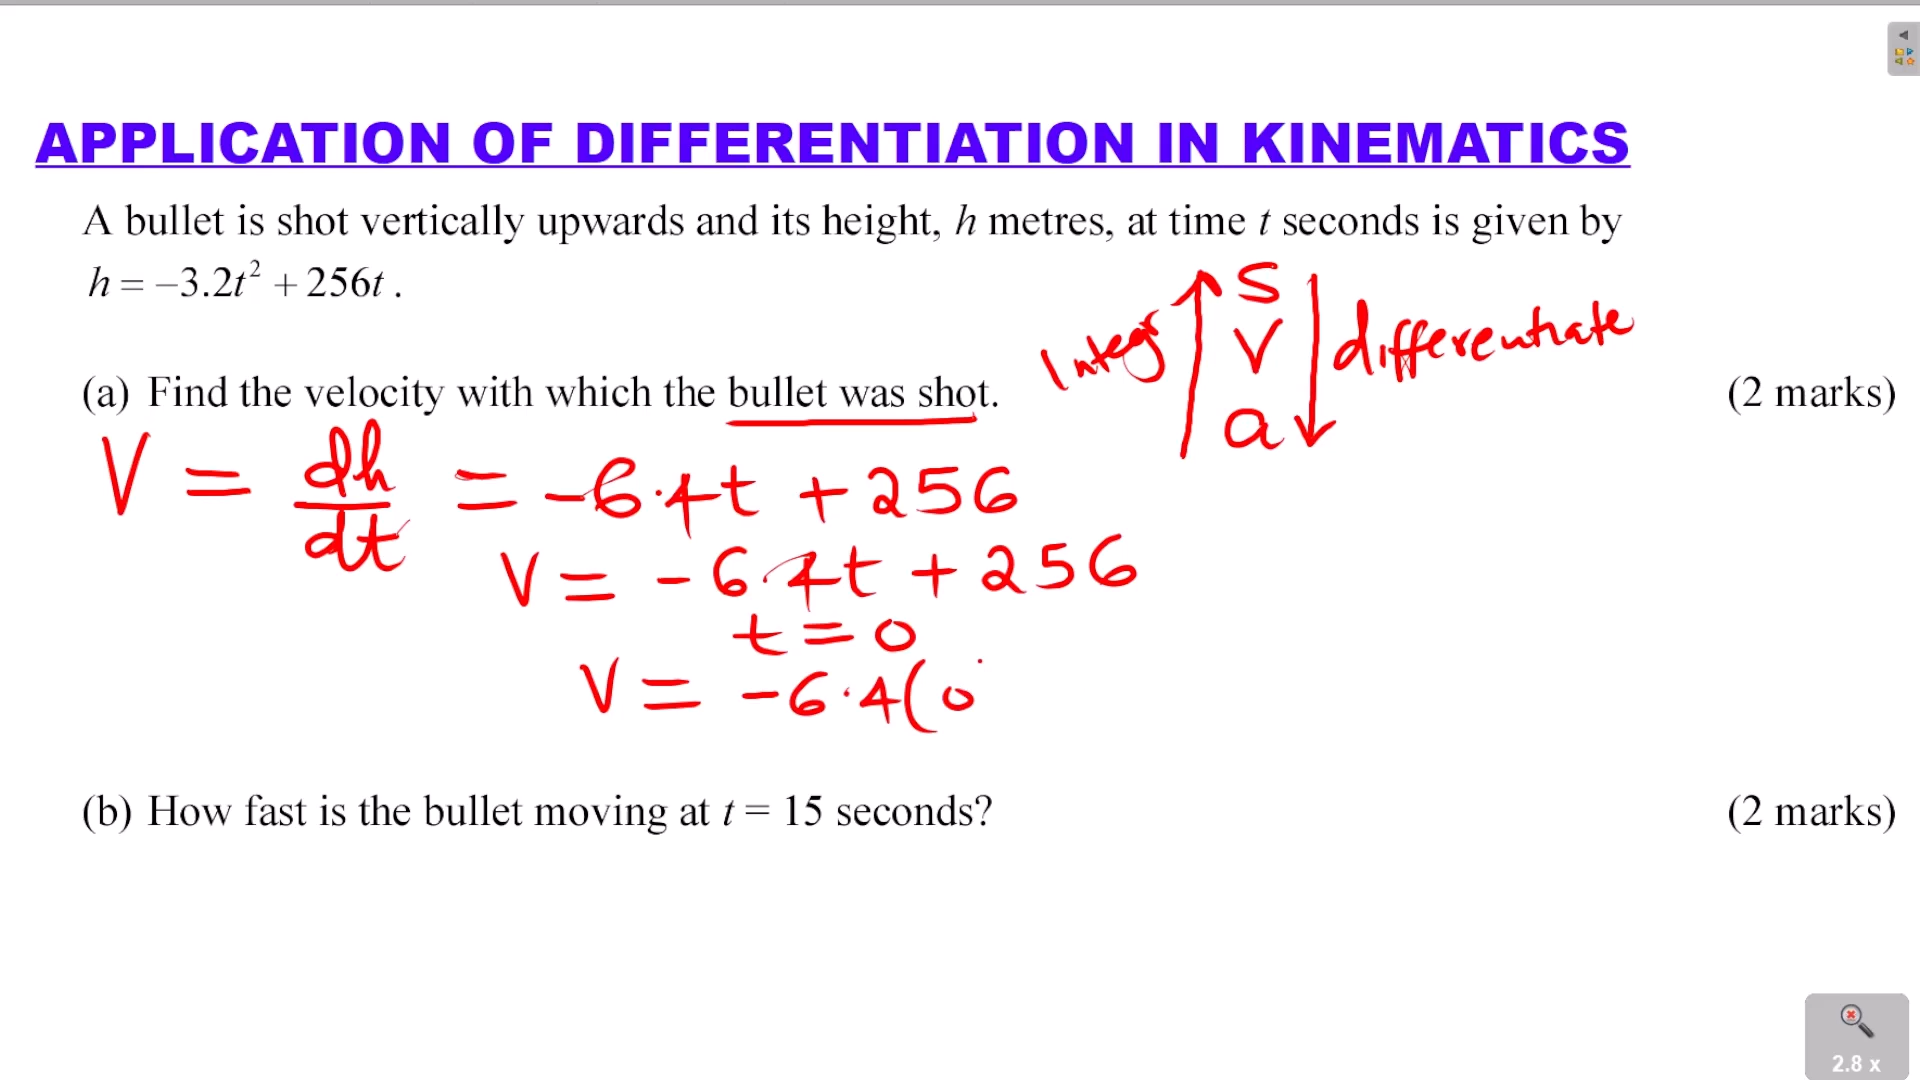 APPLICATION OF DIFFERENTIATION IN KINEMATICS
A bullet is shot vertically upwards and its height, h metres, at time t seconds is given by
h = −3.2t² + 256t .
Integr
S
V
a
differentiate
(a) Find the velocity with which the bullet was shot. (2 marks)
V = dh/dt = -6.4t + 256
V = -6.4t + 256
t = 0
V = -6.4(0
(b) How fast is the bullet moving at t = 15 seconds? (2 marks)
2.8 x